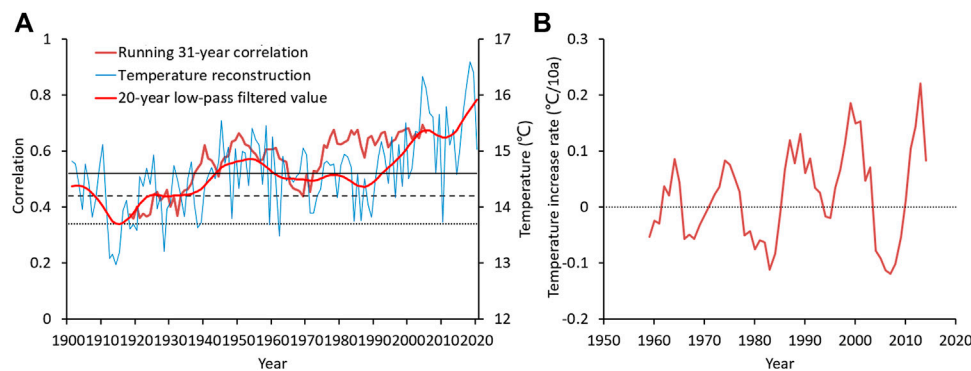 A
B
Running 31-year correlation
Temperature reconstruction
20-year low-pass filtered value
Correlation
1
0.8
0.6
0.4
0.2
0
1900 1910 1920 1930 1940 1950 1960 1970 1980 1990 2000 2010 2020
Year
17
16
15
14
13
12
Temperature (℃)
Temperature increase rate (℃/10a)
0.3
0.2
0.1
0
-0.1
-0.2
1950 1960 1970 1980 1990 2000 2010 2020
Year